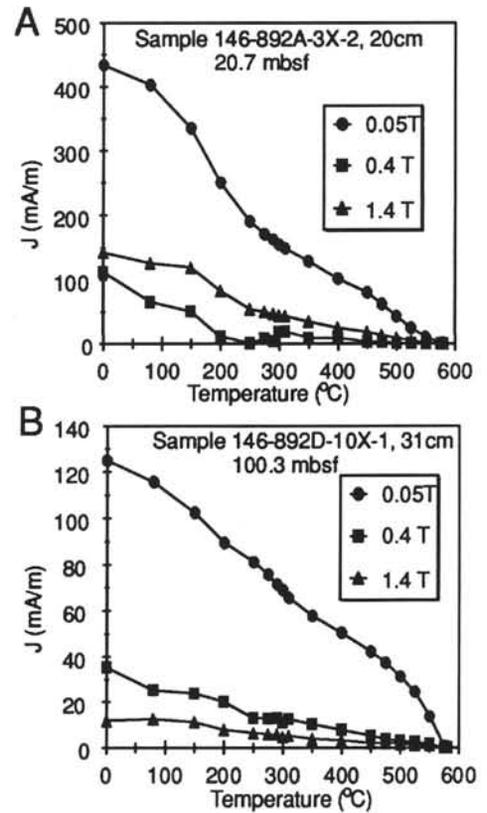 A
Sample 146-892A-3X-2, 20cm
20.7 mbsf
0.05T
0.4 T
1.4 T
J (mA/m)
500
400
300
200
100
0
0 100 200 300 400 500 600
Temperature (ºC)
B
Sample 146-892D-10X-1, 31cm
100.3 mbsf
0.05T
0.4 T
1.4 T
J (mA/m)
140
120
100
80
60
40
20
0
0 100 200 300 400 500 600
Temperature (ºC)